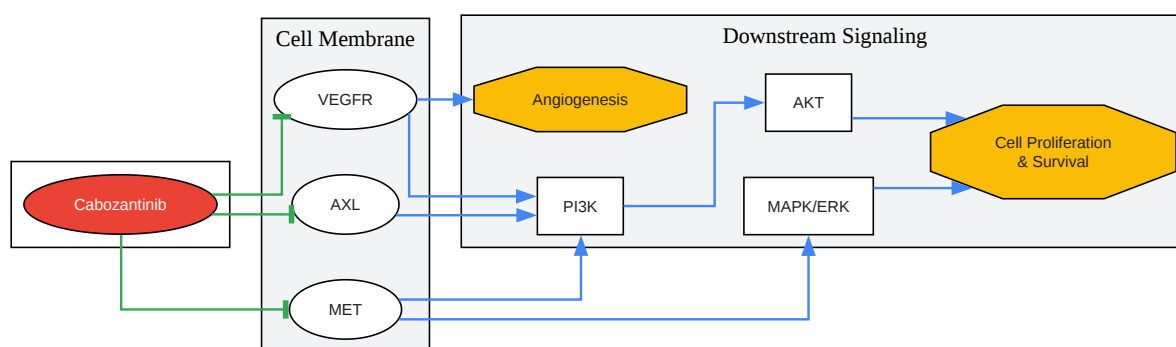 Cell Membrane
Downstream Signaling
VEGFR
Angiogenesis
AKT
Cell Proliferation
& Survival
Cabozantinib
AXL
PI3K
MAPK/ERK
MET